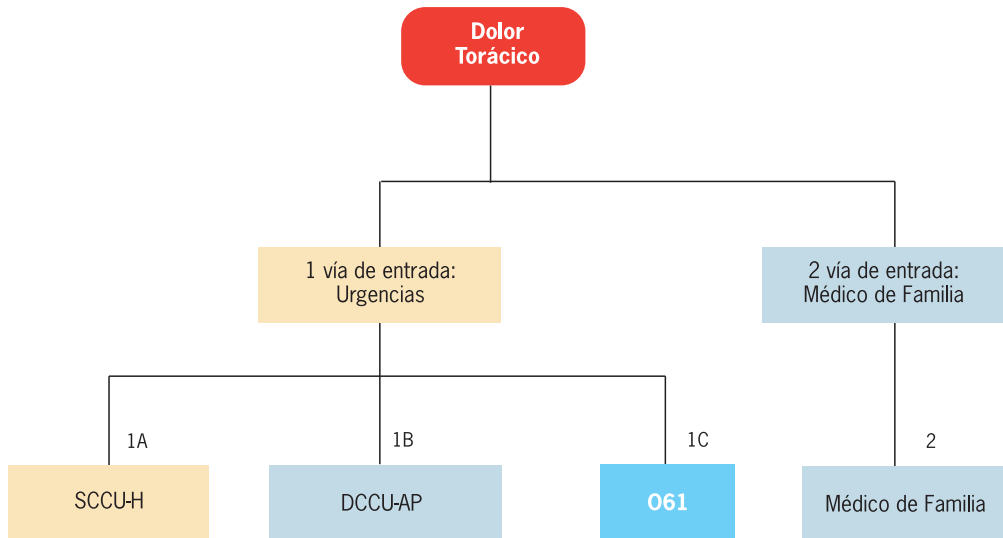 Dolor
Torácico
1 vía de entrada:
Urgencias
2 vía de entrada:
Médico de Familia
1A
1B
1C
2
SCCU-H
DCCU-AP
061
Médico de Familia